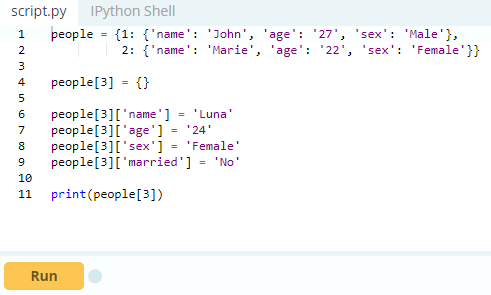 script.py IPython Shell
1 people = {1: {'name': 'John', 'age': '27', 'sex': 'Male'},
2 2: {'name': 'Marie', 'age': '22', 'sex': 'Female'}}
3
4 people[3] = {}
5
6 people[3]['name'] = 'Luna'
7 people[3]['age'] = '24'
8 people[3]['sex'] = 'Female'
9 people[3]['married'] = 'No'
10
11 print(people[3])
Run